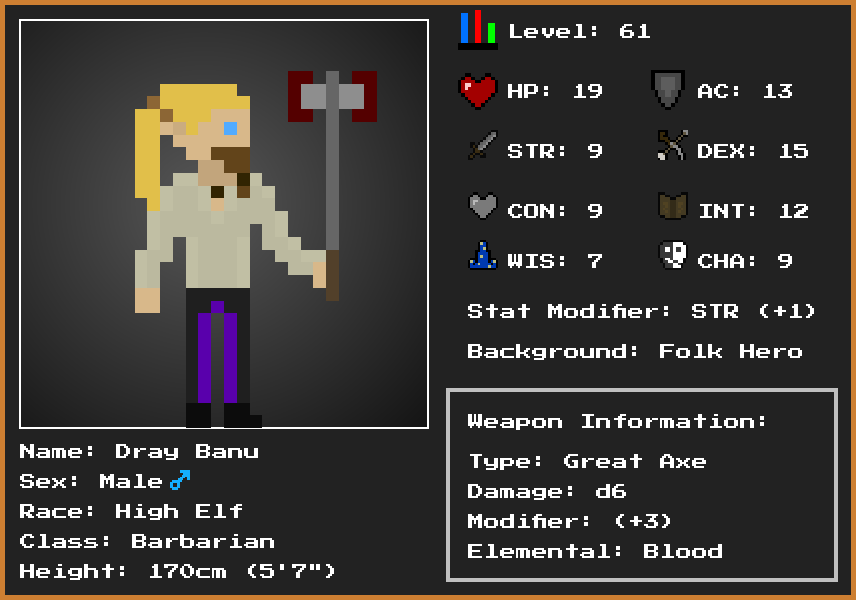 Level: 61
HP: 19 AC: 13
STR: 9 DEX: 15
CON: 9 INT: 12
WIS: 7 CHA: 9
Stat Modifier: STR (+1)
Background: Folk Hero
Weapon Information:
Type: Great Axe
Damage: d6
Modifier: (+3)
Elemental: Blood
Name: Dray Banu
Sex: Male♂
Race: High Elf
Class: Barbarian
Height: 170cm (5'7")